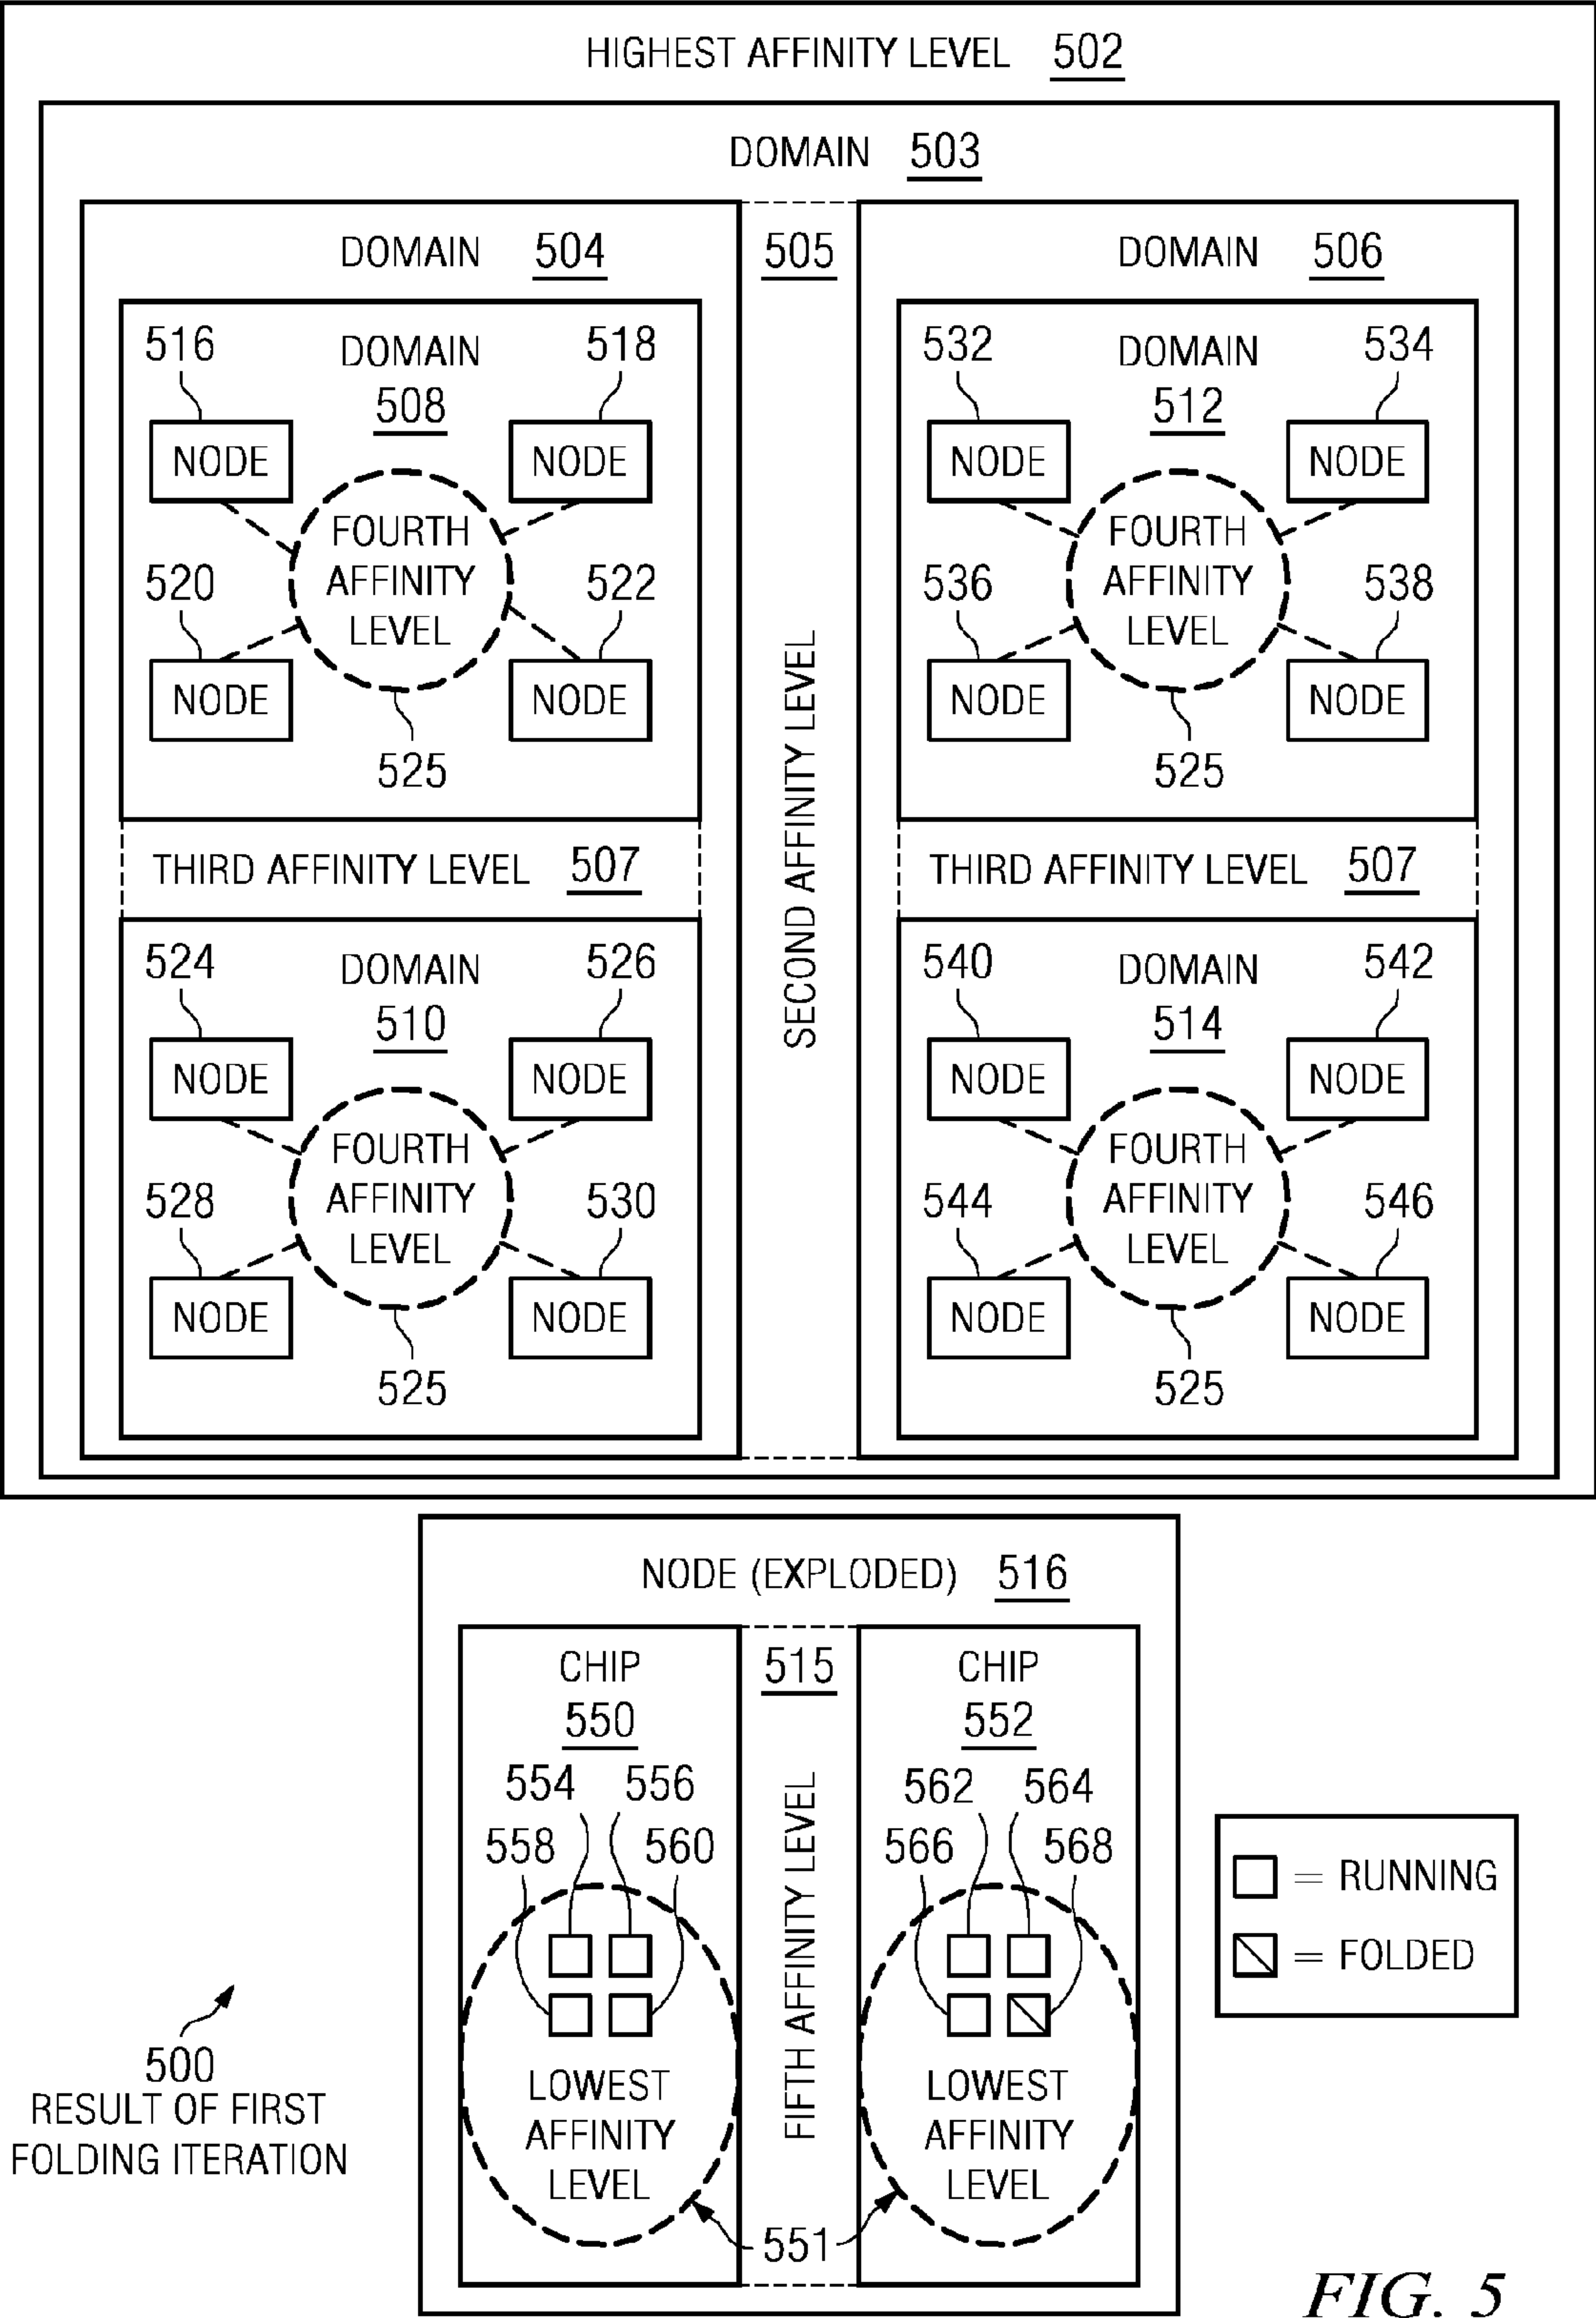 HIGHEST AFFINITY LEVEL 502
DOMAIN 503
DOMAIN 504
505
DOMAIN 506
516
DOMAIN
508
518
NODE
NODE
FOURTH
AFFINITY
LEVEL
520
522
NODE
NODE
525
532
DOMAIN
512
534
NODE
NODE
FOURTH
AFFINITY
LEVEL
536
538
NODE
NODE
525
SECOND AFFINITY LEVEL
THIRD AFFINITY LEVEL 507
THIRD AFFINITY LEVEL 507
524
DOMAIN
510
526
NODE
NODE
FOURTH
AFFINITY
LEVEL
528
530
NODE
NODE
525
540
DOMAIN
514
542
NODE
NODE
FOURTH
AFFINITY
LEVEL
544
546
NODE
NODE
525
NODE (EXPLODED) 516
CHIP
550
554 556
558 560
LOWEST
AFFINITY
LEVEL
515
FIFTH AFFINITY LEVEL
CHIP
552
562 564
566 568
LOWEST
AFFINITY
LEVEL
551
= RUNNING
= FOLDED
500
RESULT OF FIRST
FOLDING ITERATION
FIG. 5